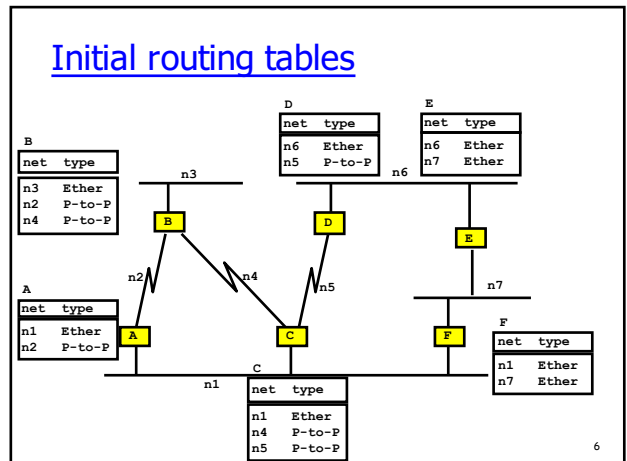 Initial routing tables
D
net type
n6 Ether
n5 P-to-P
E
net type
n6 Ether
n7 Ether
B
net type
n3 Ether
n2 P-to-P
n4 P-to-P
n3
n6
B
D
E
n2
n4
n5
n7
A
net type
n1 Ether
n2 P-to-P
A
C
F
F
net type
n1 Ether
n7 Ether
n1
C
net type
n1 Ether
n4 P-to-P
n5 P-to-P
6